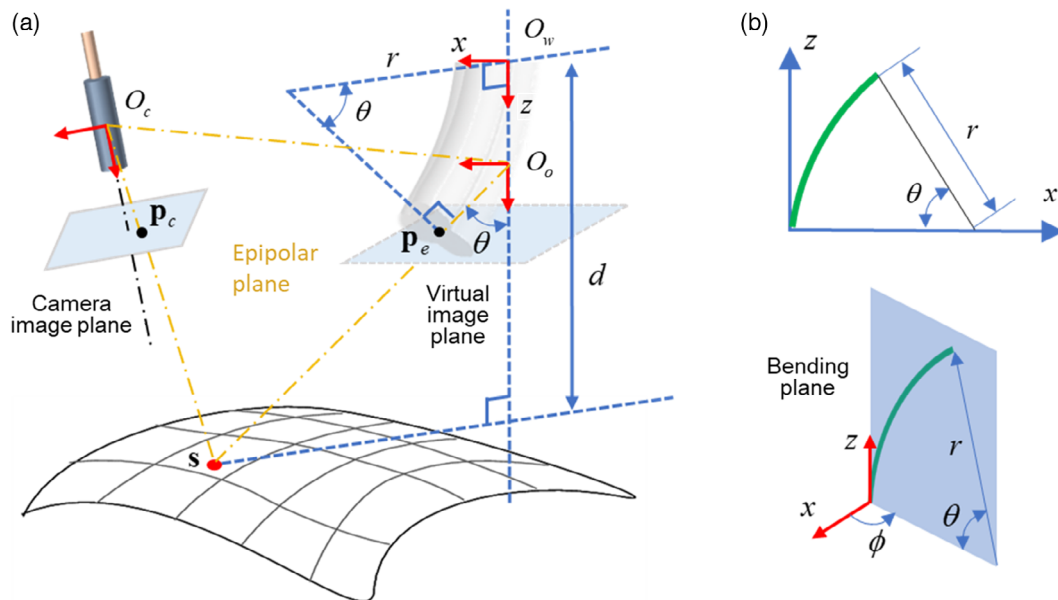 (a)
O_w
x
r
θ
z
O_c
O_o
p_c
p_e
θ
Epipolar
plane
d
Camera
image plane
Virtual
image plane
s
(b)
z
r
θ
x
Bending
plane
z
r
x
θ
ϕ